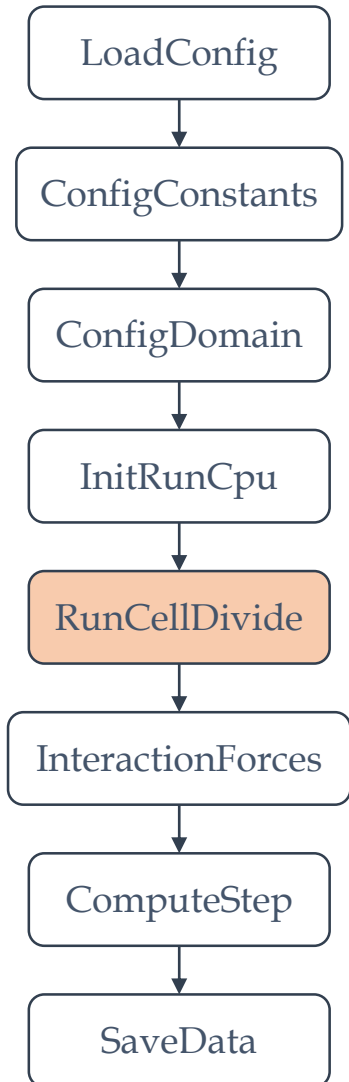 LoadConfig
ConfigConstants
ConfigDomain
InitRunCpu
RunCellDivide
InteractionForces
ComputeStep
SaveData